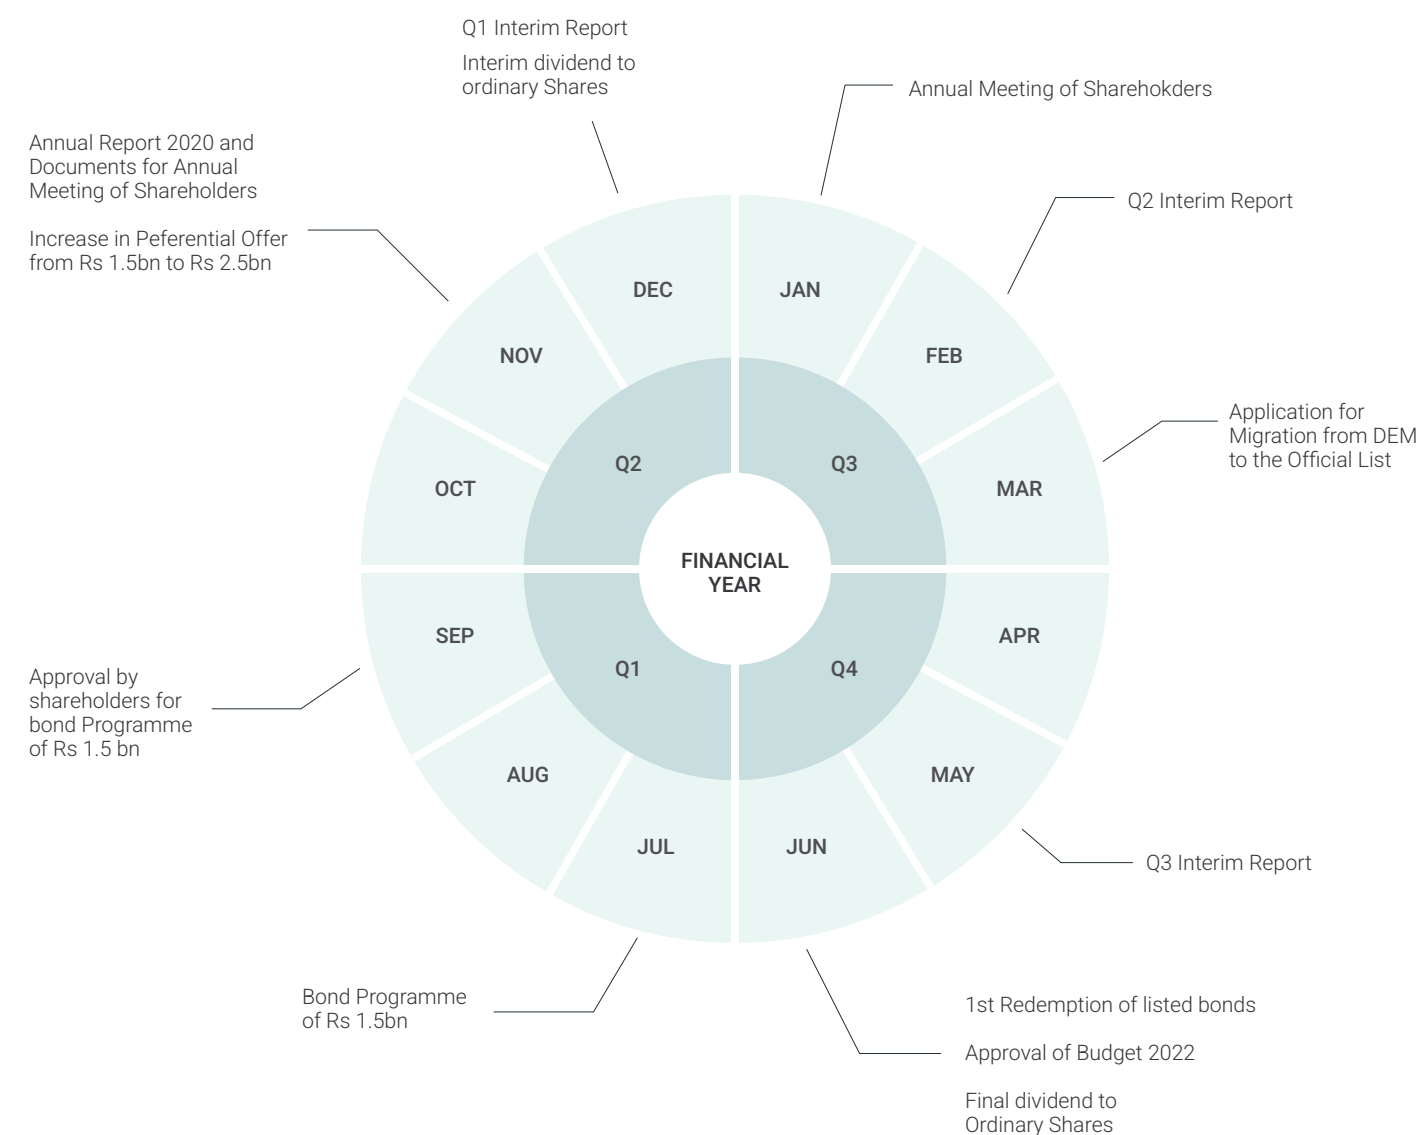 Q1 Interim Report
Interim dividend to
ordinary Shares
Annual Meeting of Sharehokders
Annual Report 2020 and
Documents for Annual
Meeting of Shareholders
Increase in Peferential Offer
from Rs 1.5bn to Rs 2.5bn
Q2 Interim Report
DEC
JAN
NOV
FEB
Application for
Migration from DEM
to the Official List
Q2
Q3
OCT
MAR
FINANCIAL
YEAR
SEP
APR
Q1
Q4
Approval by
shareholders for
bond Programme
of Rs 1.5 bn
AUG
MAY
JUL
JUN
Q3 Interim Report
Bond Programme
of Rs 1.5bn
1st Redemption of listed bonds
Approval of Budget 2022
Final dividend to
Ordinary Shares